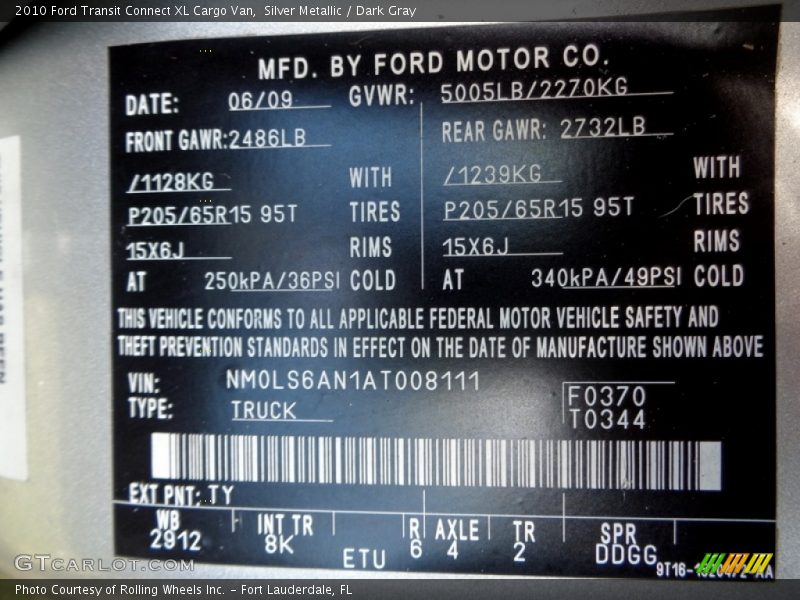 2010 Ford Transit Connect XL Cargo Van, Silver Metallic / Dark Gray
MFD. BY FORD MOTOR CO.
DATE: 06/09 GVWR: 5005LB/2270KG
FRONT GAWR: 2486LB REAR GAWR: 2732LB
/1128KG WITH /1239KG WITH
P205/65R15 95T TIRES P205/65R15 95T TIRES
15X6J RIMS 15X6J RIMS
AT 250kPA/36PSI COLD AT 340kPA/49PSI COLD
THIS VEHICLE CONFORMS TO ALL APPLICABLE FEDERAL MOTOR VEHICLE SAFETY AND
THEFT PREVENTION STANDARDS IN EFFECT ON THE DATE OF MANUFACTURE SHOWN ABOVE
VIN: NM0LS6AN1AT008111
TYPE: TRUCK F0370
T0344
EXT PNT: TY
WB INT TR R AXLE TR SPR
2912 8K 6 4 2 DDGG
ETU
GTCarLot.com
Photo Courtesy of Rolling Wheels Inc. – Fort Lauderdale, FL